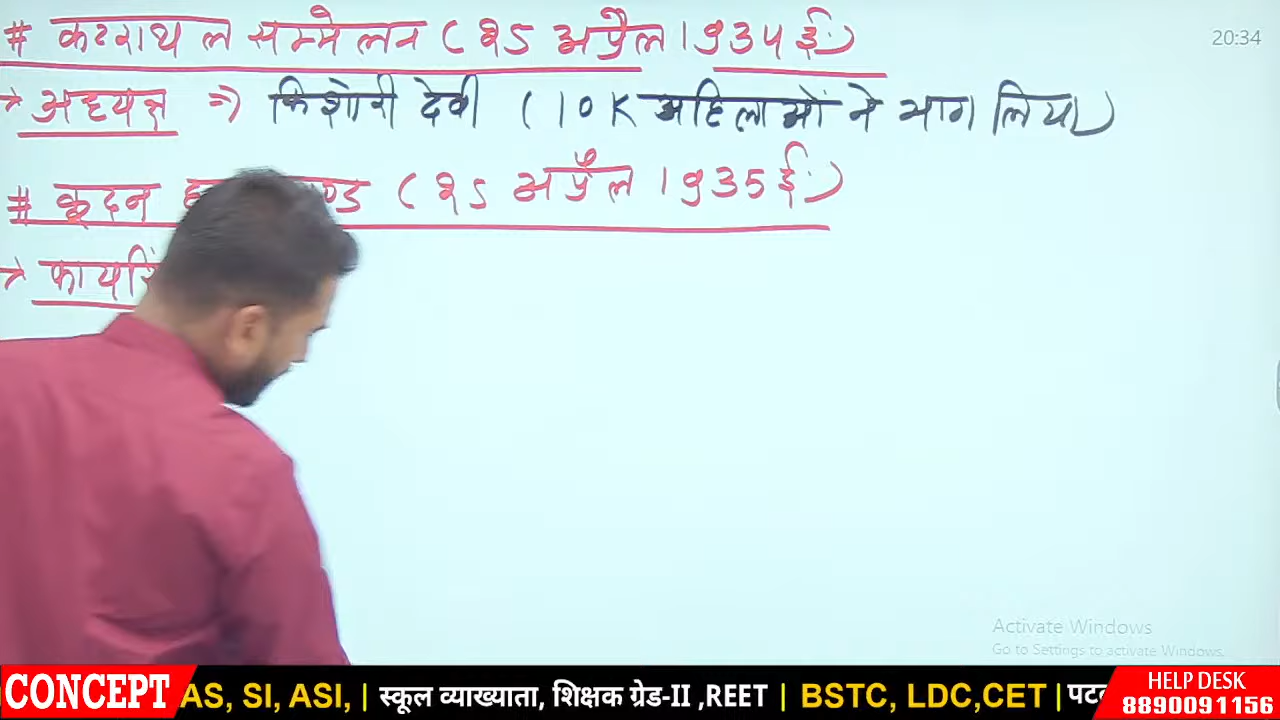 # कटराथल सम्मेलन (25 अप्रैल 1934 ई.)
20:34
→ अध्यक्ष ⇒ किशोरी देवी (10K महिलाओं ने भाग लिया)
# कूदन (25 अप्रैल 1935 ई.)
→
Activate Windows
Go to Settings to activate Windows.
CONCEPT AS, SI, ASI, | स्कूल व्याख्याता, शिक्षक ग्रेड-II ,REET | BSTC, LDC,CET | HELP DESK
8890091156